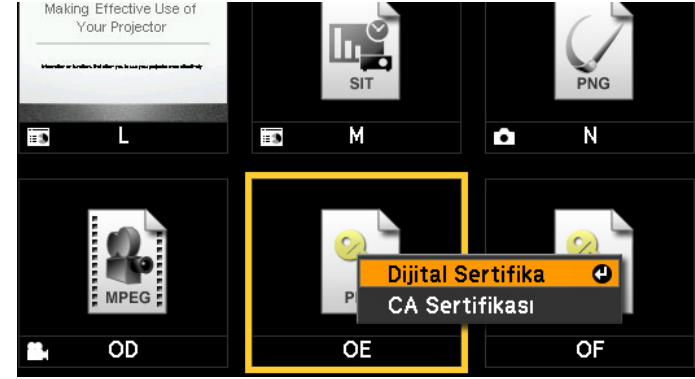 Making Effective Use of
Your Projector
SIT
PNG
L
M
N
MPEG
Dijital Sertifika
CA Sertifikası
OD
OE
OF